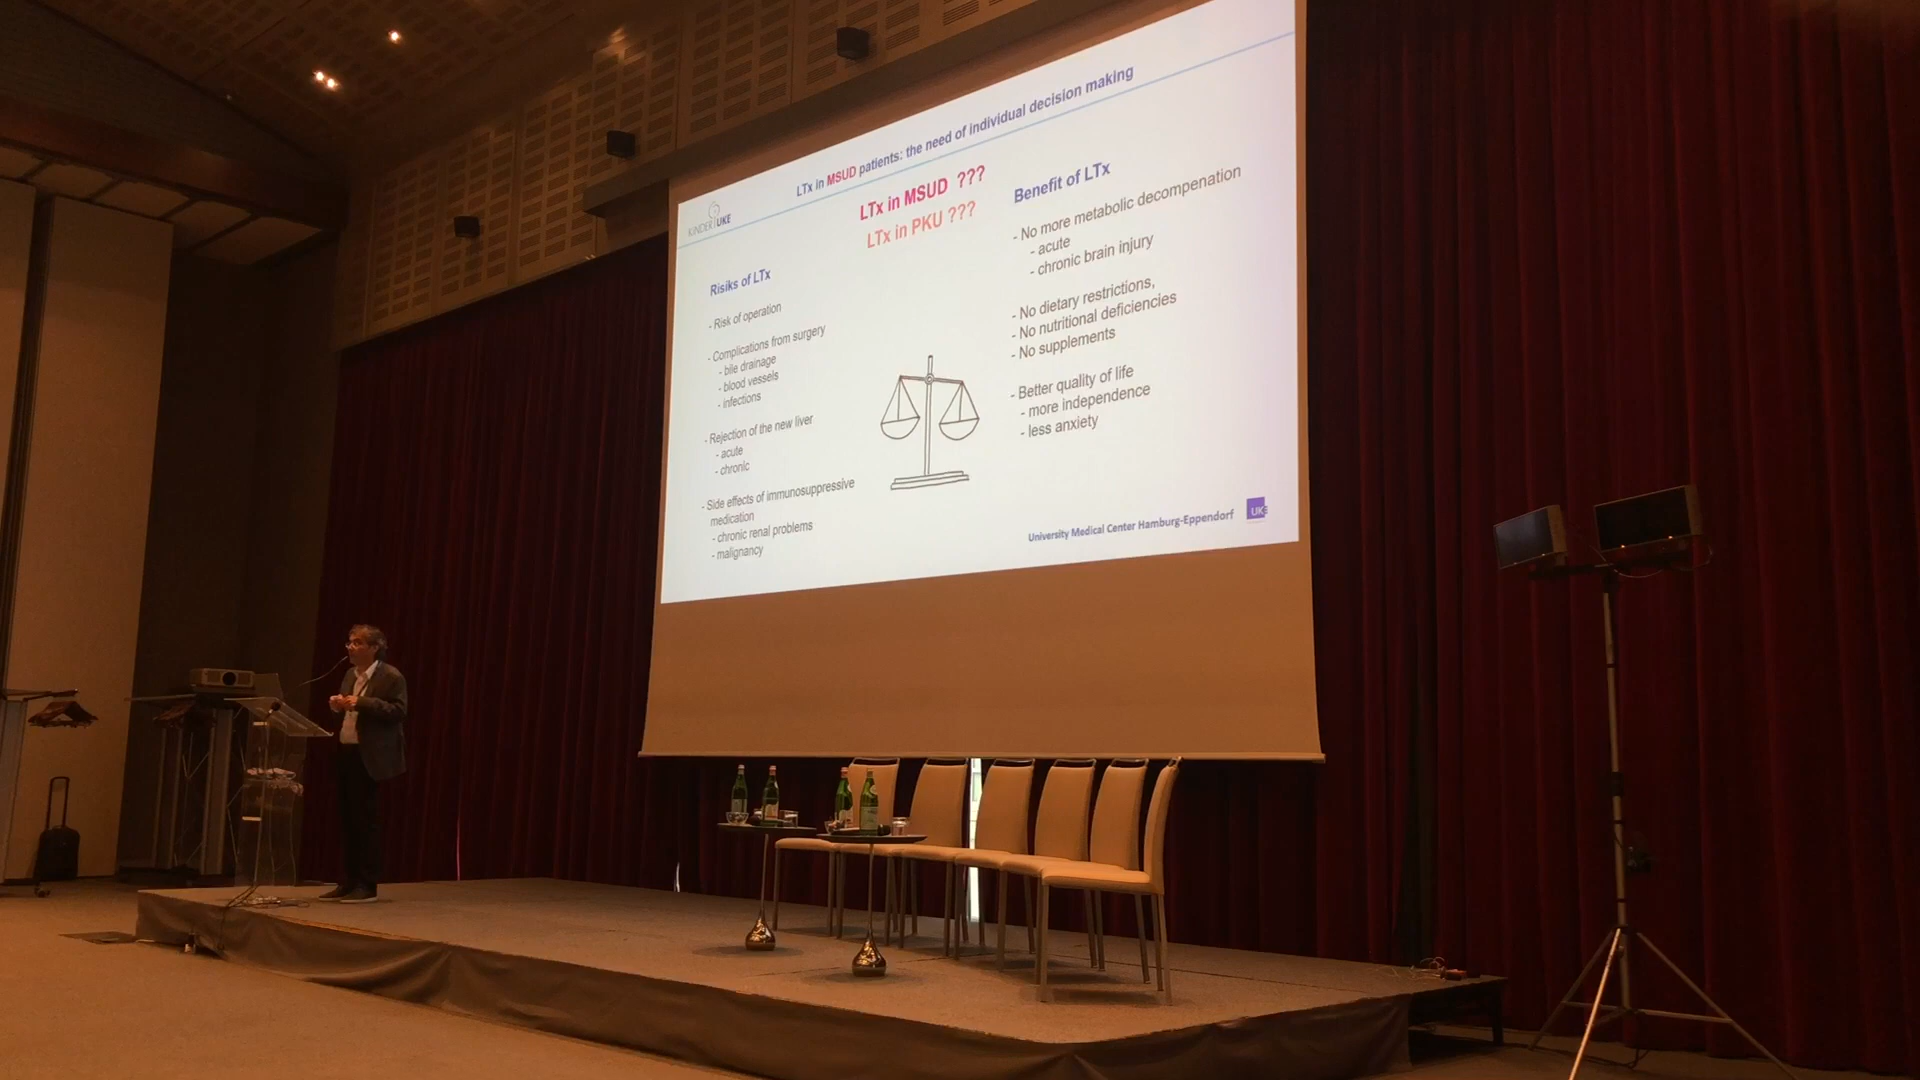 LTx in MSUD patients: the need of individual decision making
KINDER UKE
LTx in MSUD ???
LTx in PKU ???
Risiks of LTx
- Risk of operation
- Complications from surgery
- bile drainage
- blood vessels
- infections
- Rejection of the new liver
- acute
- chronic
- Side effects of immunosuppressive
medication
- chronic renal problems
- malignancy
Benefit of LTx
- No more metabolic decompenation
- acute
- chronic brain injury
- No dietary restrictions,
- No nutritional deficiencies
- No supplements
- Better quality of life
- more independence
- less anxiety
University Medical Center Hamburg-Eppendorf
UKE